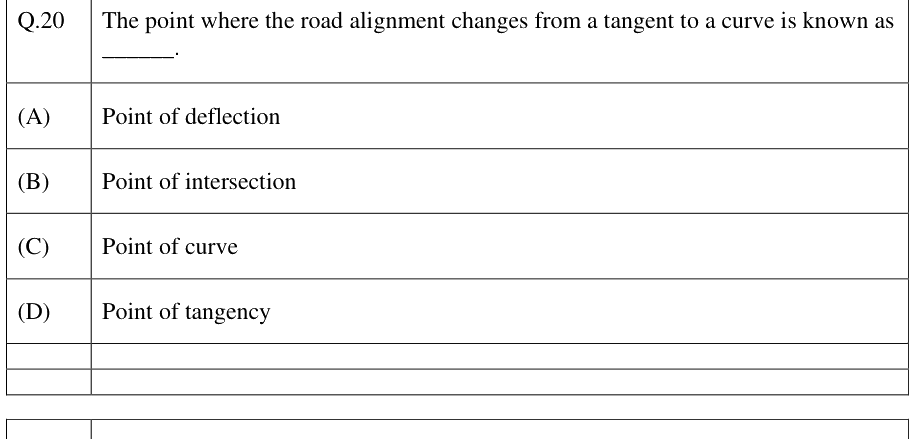 Q.20 The point where the road alignment changes from a tangent to a curve is known as
______.
(A) Point of deflection
(B) Point of intersection
(C) Point of curve
(D) Point of tangency